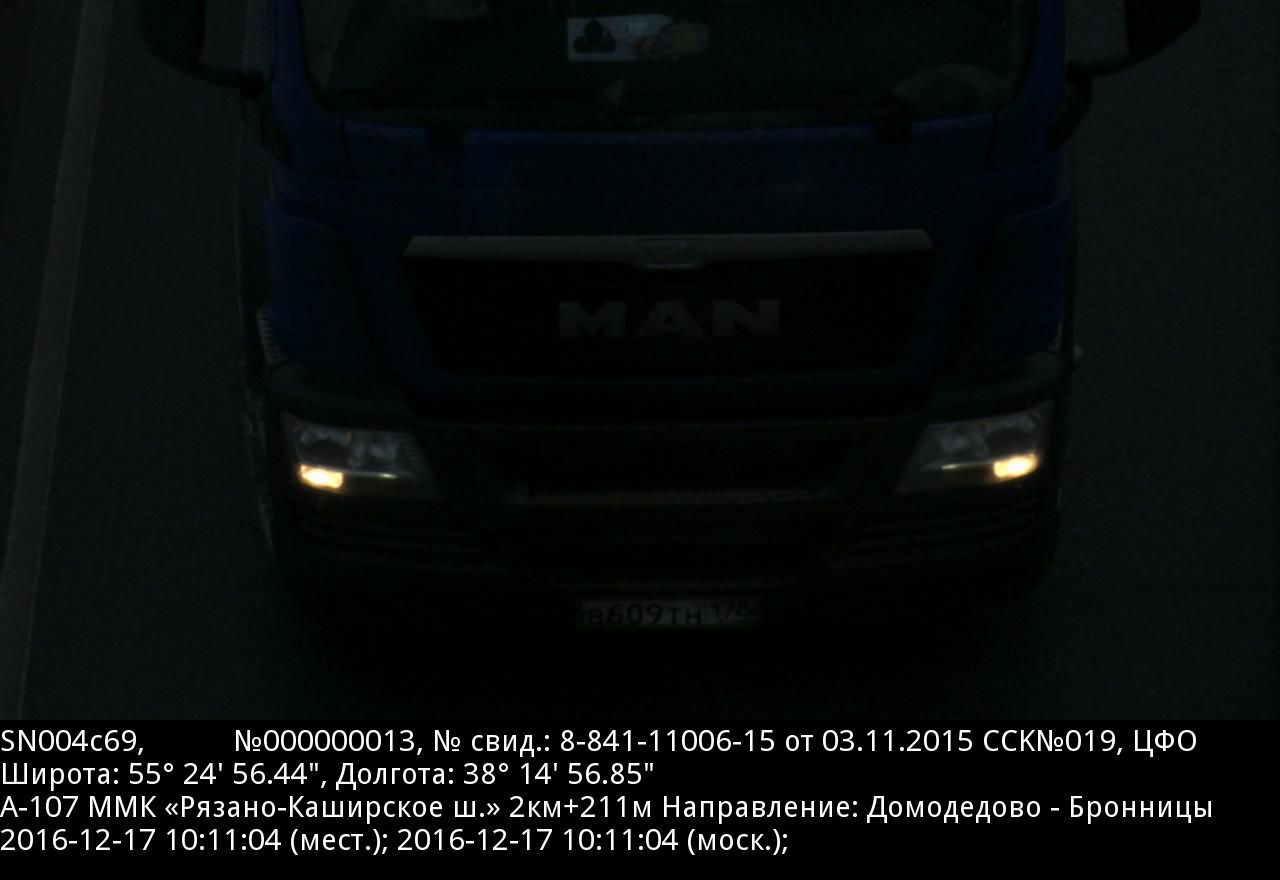 MAN
В609ТН 178
SN004c69, №000000013, № свид.: 8-841-11006-15 от 03.11.2015 ССК№019, ЦФО
Широта: 55° 24' 56.44", Долгота: 38° 14' 56.85"
А-107 ММК «Рязано-Каширское ш.» 2км+211м Направление: Домодедово - Бронницы
2016-12-17 10:11:04 (мест.); 2016-12-17 10:11:04 (моск.);